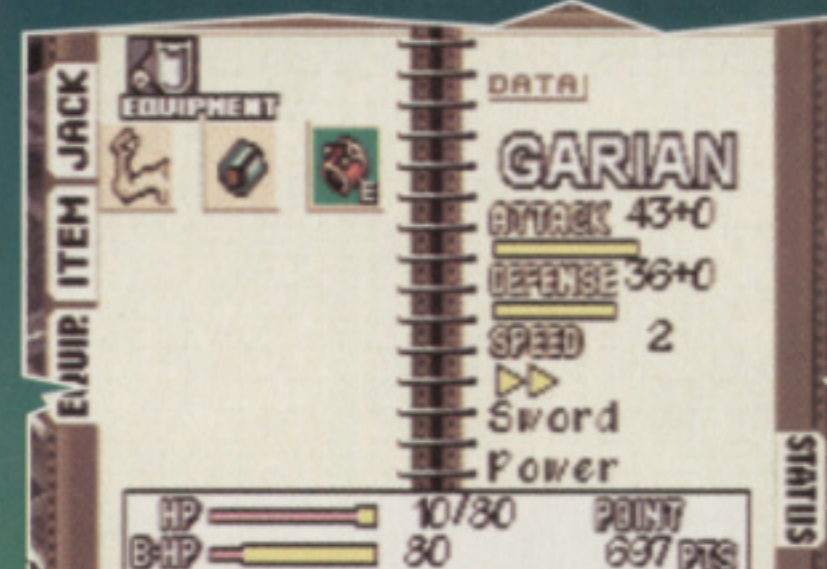 JACK
ITEM
EQUIP.
EQUIPMENT
E
DATA
GARIAN
ATTACK 43+0
DEFENSE 36+0
SPEED 2
Sword
Power
STATUS
HP 10/80 POINT
B-HP 80 697 PTS